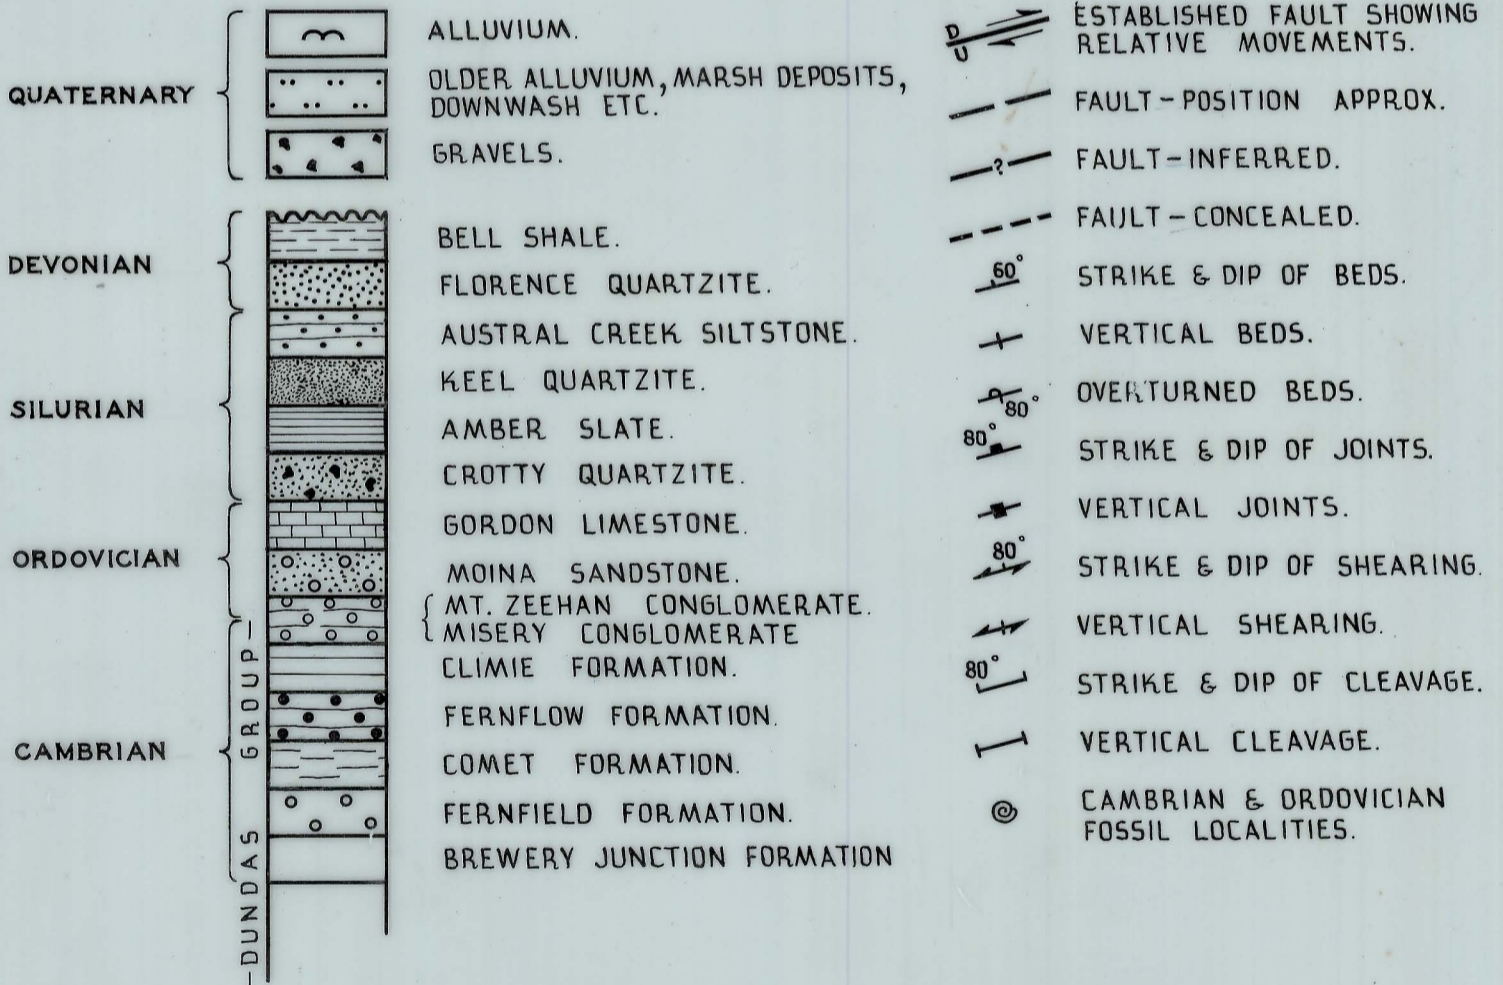 QUATERNARY
ALLUVIUM.
OLDER ALLUVIUM, MARSH DEPOSITS,
DOWNWASH ETC.
GRAVELS.
DEVONIAN
BELL SHALE.
FLORENCE QUARTZITE.
SILURIAN
AUSTRAL CREEK SILTSTONE.
KEEL QUARTZITE.
AMBER SLATE.
CROTTY QUARTZITE.
ORDOVICIAN
GORDON LIMESTONE.
MOINA SANDSTONE.
MT. ZEEHAN CONGLOMERATE.
MISERY CONGLOMERATE
CAMBRIAN
—DUNDAS GROUP—
CLIMIE FORMATION.
FERNFLOW FORMATION.
COMET FORMATION.
FERNFIELD FORMATION.
BREWERY JUNCTION FORMATION
D
U
ESTABLISHED FAULT SHOWING
RELATIVE MOVEMENTS.
FAULT-POSITION APPROX.
?
FAULT-INFERRED.
FAULT-CONCEALED.
60°
STRIKE & DIP OF BEDS.
VERTICAL BEDS.
80°
OVERTURNED BEDS.
80°
STRIKE & DIP OF JOINTS.
VERTICAL JOINTS.
80°
STRIKE & DIP OF SHEARING.
VERTICAL SHEARING.
80°
STRIKE & DIP OF CLEAVAGE.
VERTICAL CLEAVAGE.
CAMBRIAN & ORDOVICIAN
FOSSIL LOCALITIES.